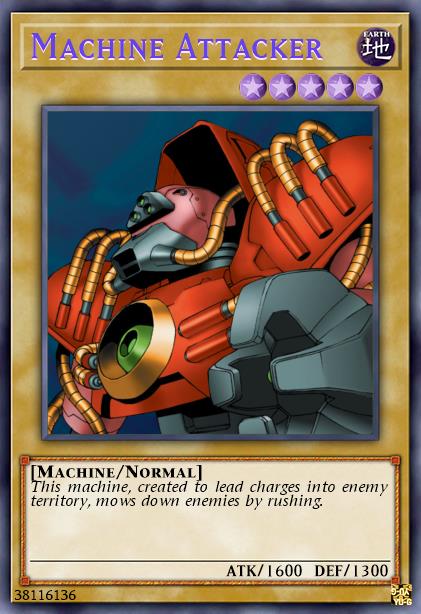 Machine Attacker
EARTH
地
[Machine/Normal]
This machine, created to lead charges into enemy
territory, mows down enemies by rushing.
ATK/1600 DEF/1300
38116136